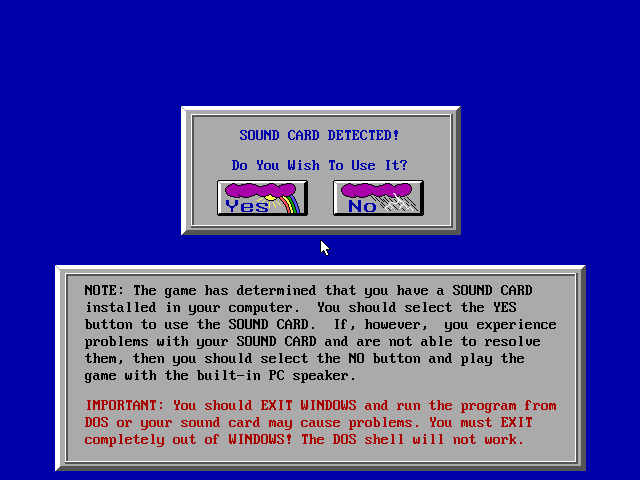 SOUND CARD DETECTED!
Do You Wish To Use It?
Yes No
NOTE: The game has determined that you have a SOUND CARD
installed in your computer.  You should select the YES
button to use the SOUND CARD.  If, however,  you experience
problems with your SOUND CARD and are not able to resolve
them, then you should select the NO button and play the
game with the built-in PC speaker.
IMPORTANT: You should EXIT WINDOWS and run the program from
DOS or your sound card may cause problems. You must EXIT
completely out of WINDOWS! The DOS shell will not work.